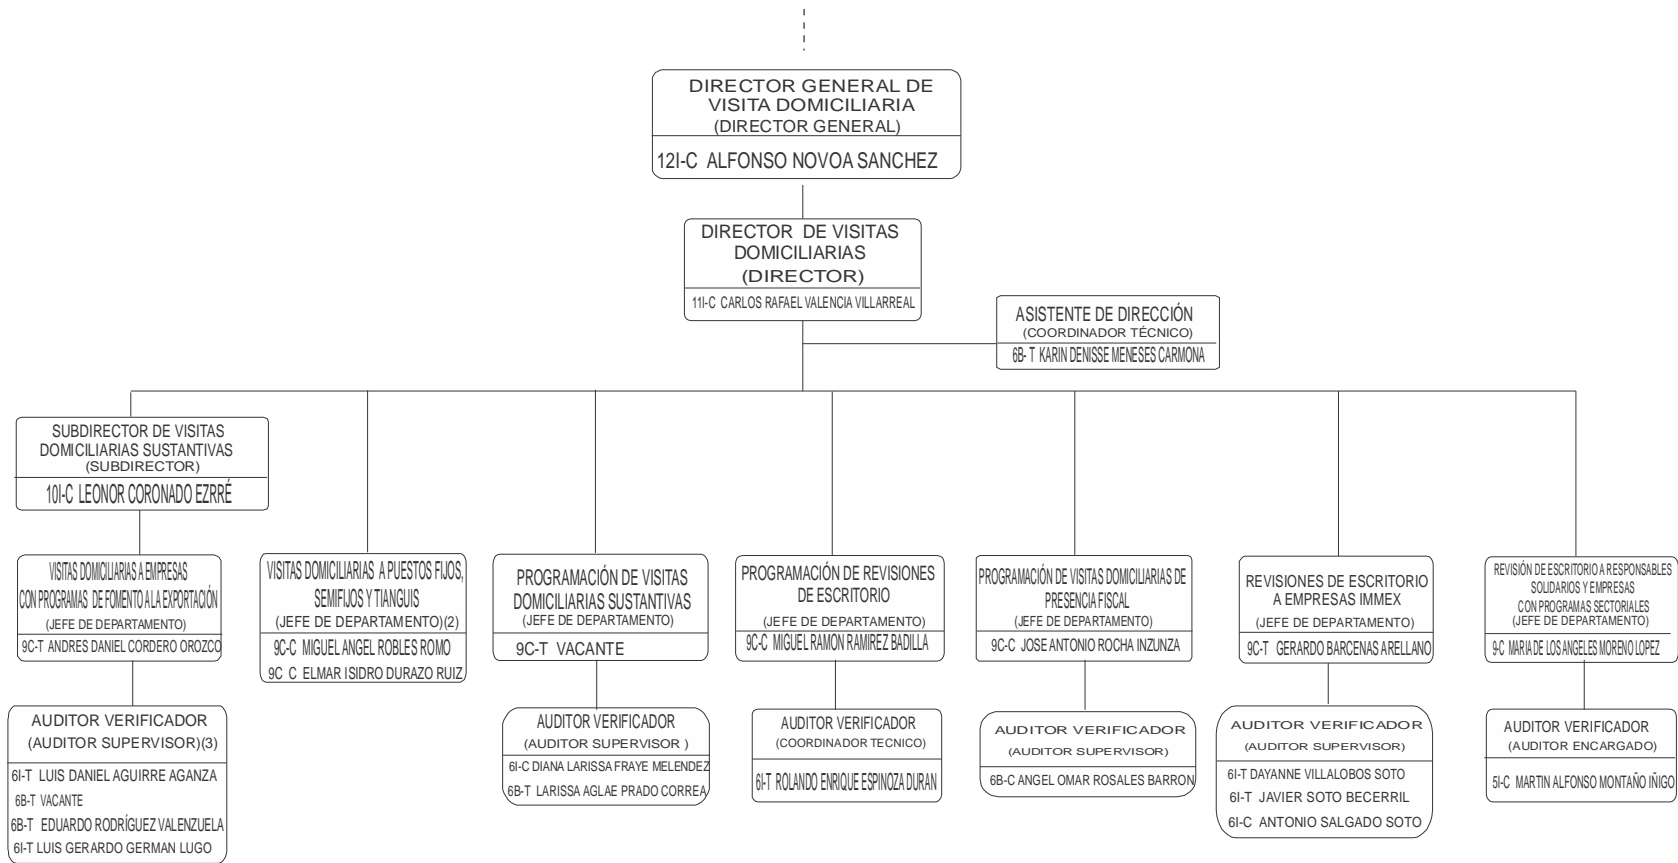 DIRECTOR GENERAL DE
VISITA DOMICILIARIA
(DIRECTOR GENERAL)
12I-C ALFONSO NOVOA SANCHEZ
DIRECTOR DE VISITAS
DOMICILIARIAS
(DIRECTOR)
11I-C CARLOS RAFAEL VALENCIA VILLARREAL
ASISTENTE DE DIRECCIÓN
(COORDINADOR TÉCNICO)
6B- T KARIN DENISSE MENESES CARMONA
SUBDIRECTOR DE VISITAS
DOMICILIARIAS SUSTANTIVAS
(SUBDIRECTOR)
10I-C LEONOR CORONADO EZRRÉ
VISITAS DOMICILIARIAS A EMPRESAS
CON PROGRAMAS DE FOMENTO A LA EXPORTACIÓN
(JEFE DE DEPARTAMENTO)
9C-T ANDRES DANIEL CORDERO OROZCO
VISITAS DOMICILIARIAS A PUESTOS FIJOS,
SEMIFIJOS Y TIANGUIS
(JEFE DE DEPARTAMENTO)(2)
9C-C MIGUEL ANGEL ROBLES ROMO
9C C ELMAR ISIDRO DURAZO RUIZ
PROGRAMACIÓN DE VISITAS
DOMICILIARIAS SUSTANTIVAS
(JEFE DE DEPARTAMENTO)
9C-T VACANTE
PROGRAMACIÓN DE REVISIONES
DE ESCRITORIO
(JEFE DE DEPARTAMENTO)
9C-C MIGUEL RAMON RAMIREZ BADILLA
PROGRAMACIÓN DE VISITAS DOMICILIARIAS DE
PRESENCIA FISCAL
(JEFE DE DEPARTAMENTO)
9C-C JOSE ANTONIO ROCHA INZUNZA
REVISIONES DE ESCRITORIO
A EMPRESAS IMMEX
(JEFE DE DEPARTAMENTO)
9C-T GERARDO BARCENAS ARELLANO
REVISIÓN DE ESCRITORIO A RESPONSABLES
SOLIDARIOS Y EMPRESAS
CON PROGRAMAS SECTORIALES
(JEFE DE DEPARTAMENTO)
9-C MARIA DE LOS ANGELES MORENO LOPEZ
AUDITOR VERIFICADOR
(AUDITOR SUPERVISOR)(3)
6I-T LUIS DANIEL AGUIRRE AGANZA
6B-T VACANTE
6B-T EDUARDO RODRÍGUEZ VALENZUELA
6I-T LUIS GERARDO GERMAN LUGO
AUDITOR VERIFICADOR
(AUDITOR SUPERVISOR )
6I-C DIANA LARISSA FRAYE MELENDEZ
6B-T LARISSA AGLAE PRADO CORREA
AUDITOR VERIFICADOR
(COORDINADOR TECNICO)
6I-T ROLANDO ENRIQUE ESPINOZA DURAN
AUDITOR VERIFICADOR
(AUDITOR SUPERVISOR)
6B-C ANGEL OMAR ROSALES BARRON
AUDITOR VERIFICADOR
(AUDITOR SUPERVISOR)
6I-T DAYANNE VILLALOBOS SOTO
6I-T JAVIER SOTO BECERRIL
6I-C ANTONIO SALGADO SOTO
AUDITOR VERIFICADOR
(AUDITOR ENCARGADO)
5I-C MARTIN ALFONSO MONTAÑO IÑIGO